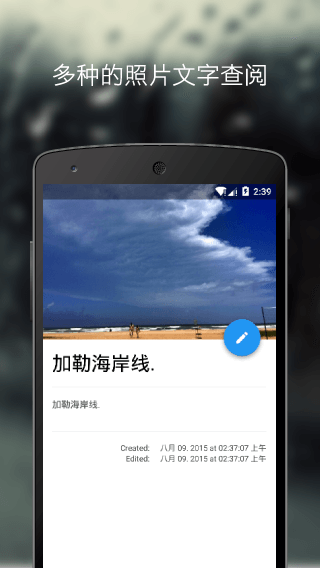 多种的照片文字查阅
2:39
加勒海岸线.
加勒海岸线.
Created: 八月 09. 2015 at 02:37:07 上午
Edited: 八月 09. 2015 at 02:37:07 上午